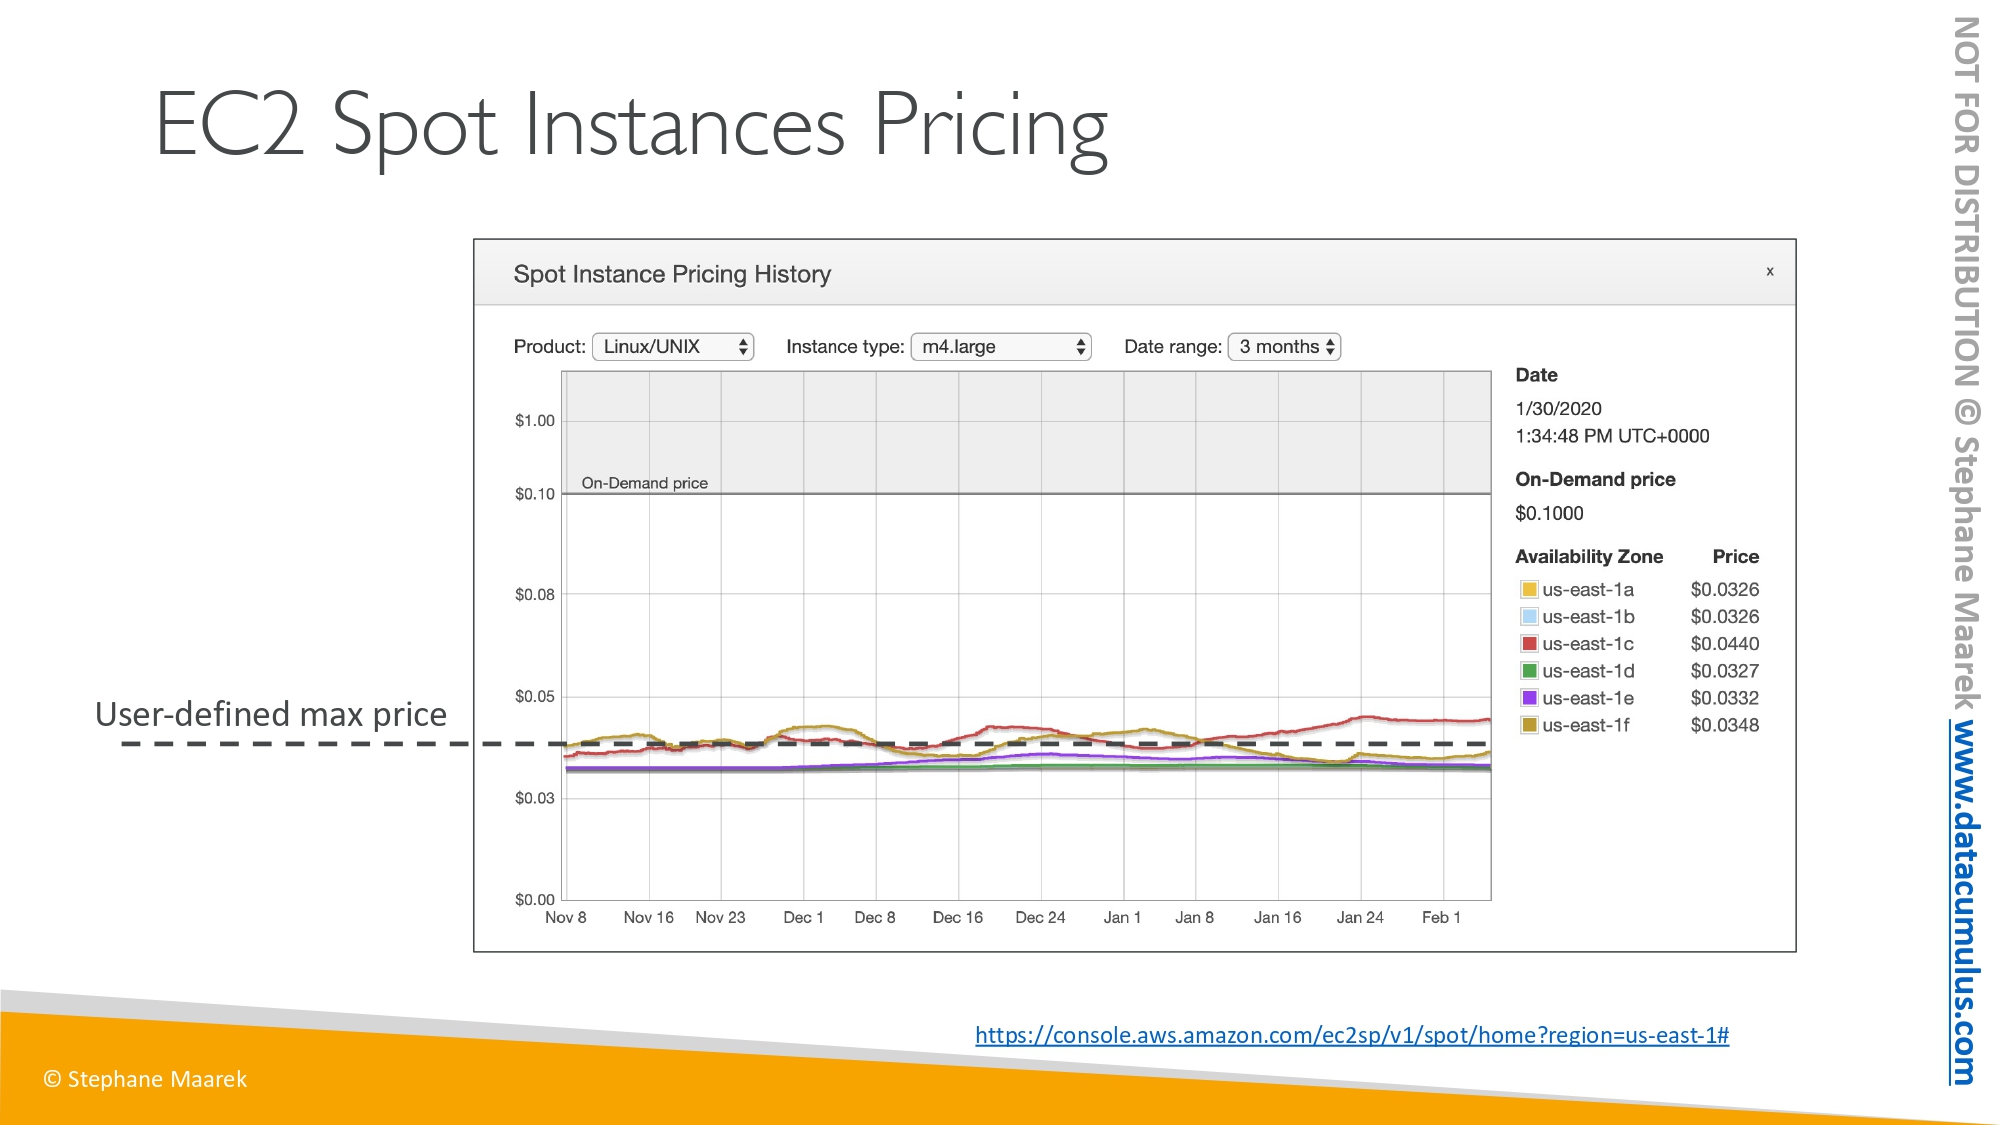 EC2 Spot Instances Pricing
Spot Instance Pricing History
x
Product: Linux/UNIX Instance type: m4.large Date range: 3 months
$1.00
On-Demand price
$0.10
$0.08
$0.05
$0.03
$0.00
Nov 8 Nov 16 Nov 23 Dec 1 Dec 8 Dec 16 Dec 24 Jan 1 Jan 8 Jan 16 Jan 24 Feb 1
Date
1/30/2020
1:34:48 PM UTC+0000
On-Demand price
$0.1000
Availability Zone Price
us-east-1a $0.0326
us-east-1b $0.0326
us-east-1c $0.0440
us-east-1d $0.0327
us-east-1e $0.0332
us-east-1f $0.0348
User-defined max price
https://console.aws.amazon.com/ec2sp/v1/spot/home?region=us-east-1#
© Stephane Maarek
NOT FOR DISTRIBUTION © Stephane Maarek www.datacumulus.com